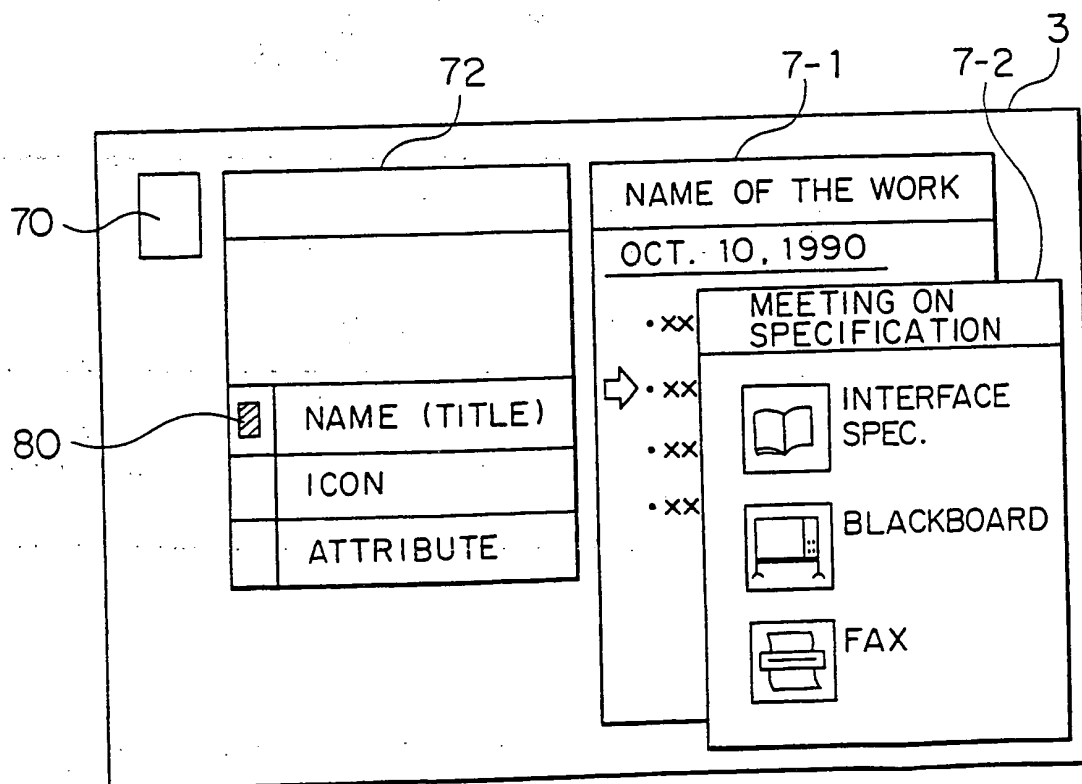 3
72
7-1
7-2
70
NAME OF THE WORK
OCT. 10, 1990
MEETING ON
SPECIFICATION
•xx
•xx
•xx
•xx
80
NAME (TITLE)
ICON
ATTRIBUTE
INTERFACE
SPEC.
BLACKBOARD
FAX